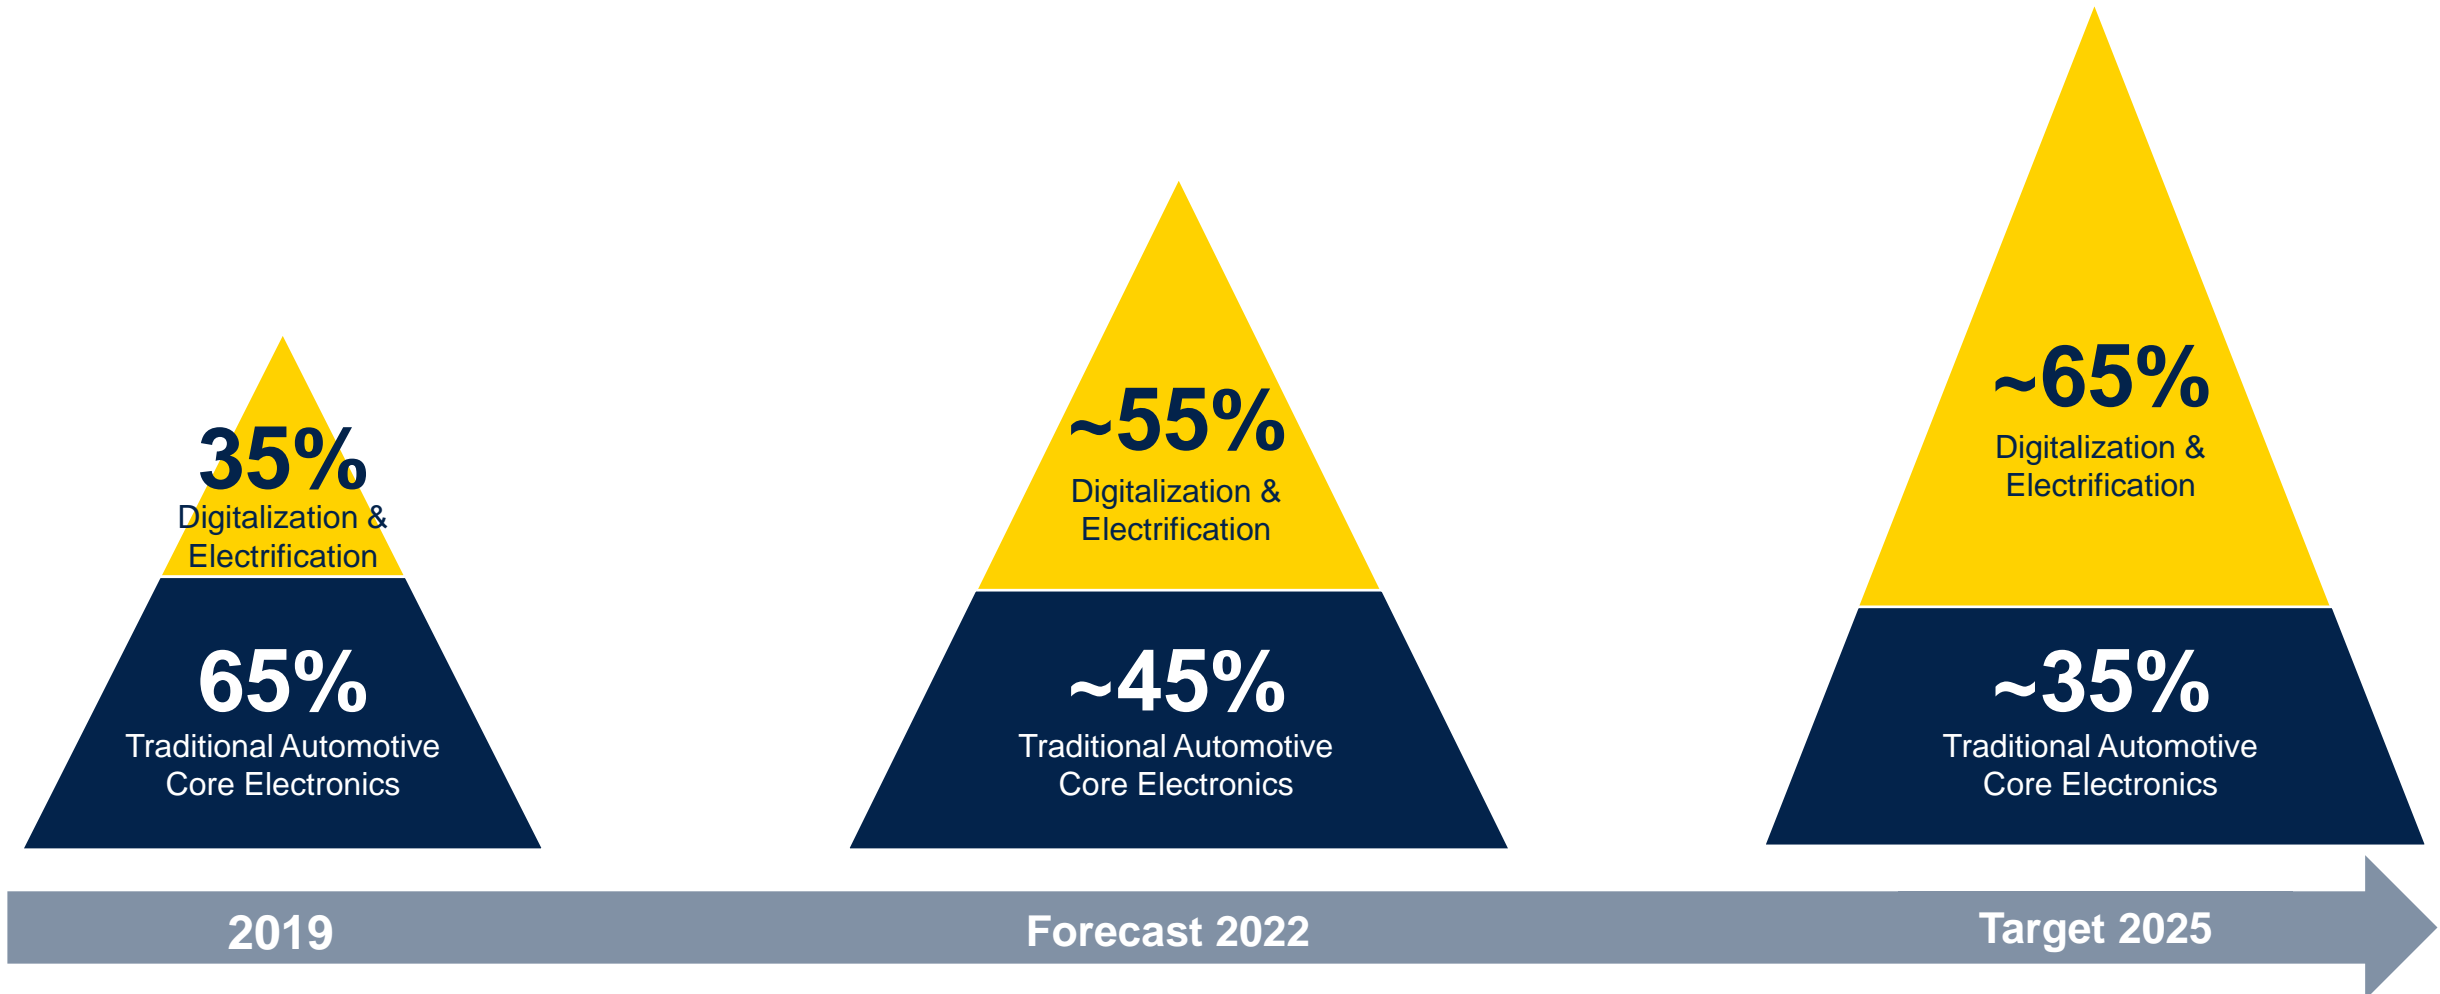 35%
Digitalization &
Electrification
65%
Traditional Automotive
Core Electronics
2019
~55%
Digitalization &
Electrification
~45%
Traditional Automotive
Core Electronics
Forecast 2022
~65%
Digitalization &
Electrification
~35%
Traditional Automotive
Core Electronics
Target 2025